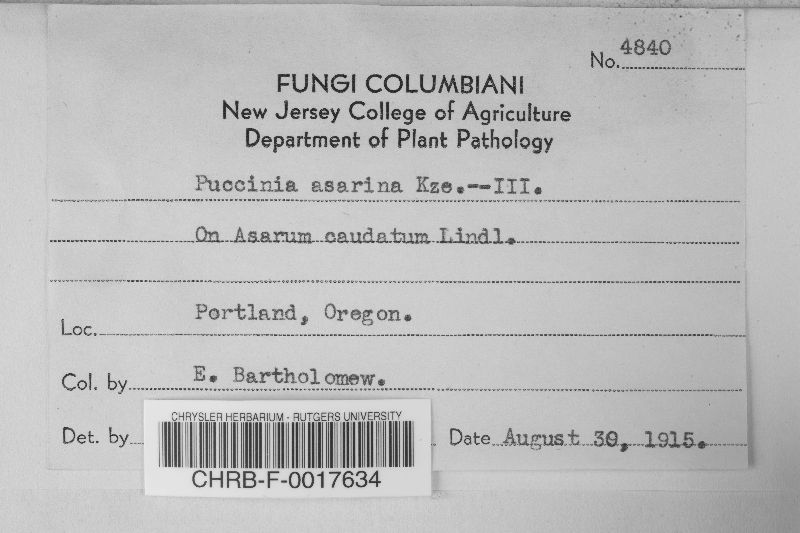 No. 4840
FUNGI COLUMBIANI
New Jersey College of Agriculture
Department of Plant Pathology
Puccinia asarina Kze.--III.
On Asarum caudatum Lindl.
Loc. Portland, Oregon.
Col. by E. Bartholomew.
Det. by
Date August 30, 1915.
CHRYSLER HERBARIUM - RUTGERS UNIVERSITY
CHRB-F-0017634